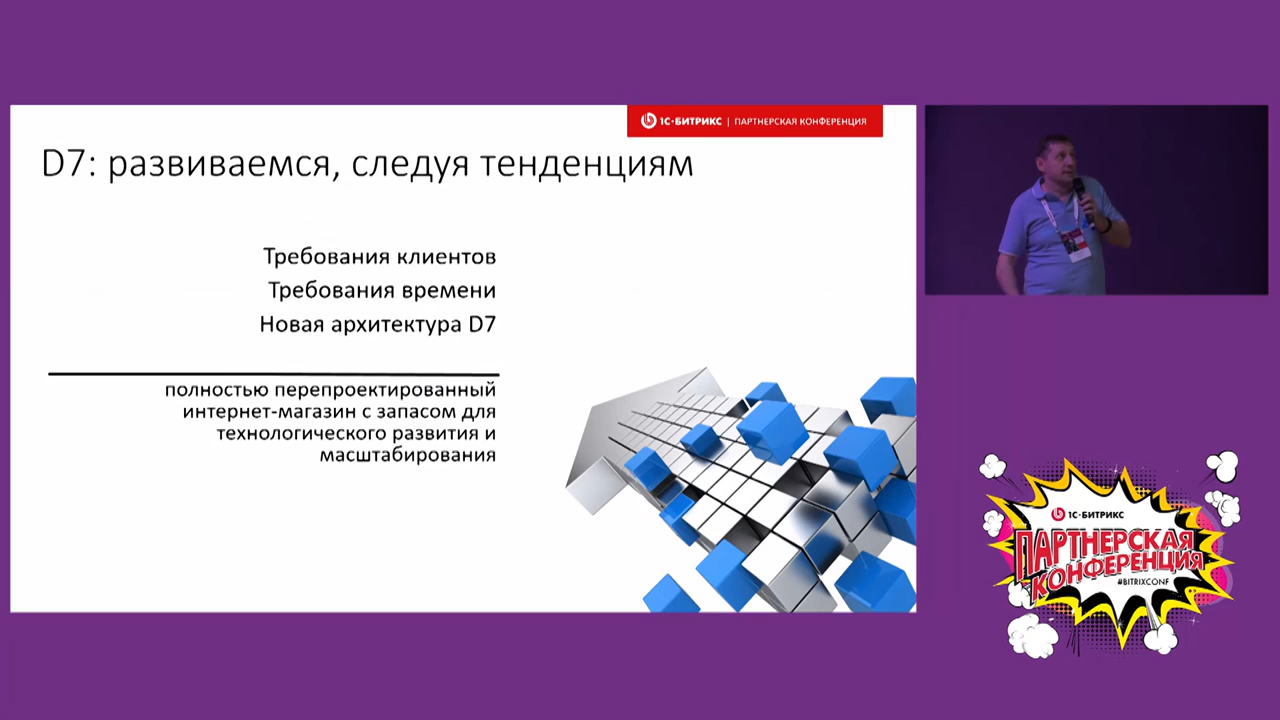 1С-БИТРИКС | ПАРТНЕРСКАЯ КОНФЕРЕНЦИЯ
D7: развиваемся, следуя тенденциям
Требования клиентов
Требования времени
Новая архитектура D7
полностью перепроектированный
интернет-магазин с запасом для
технологического развития и
масштабирования
1С-БИТРИКС
ПАРТНЕРСКАЯ
КОНФЕРЕНЦИЯ
#BITRIXCONF